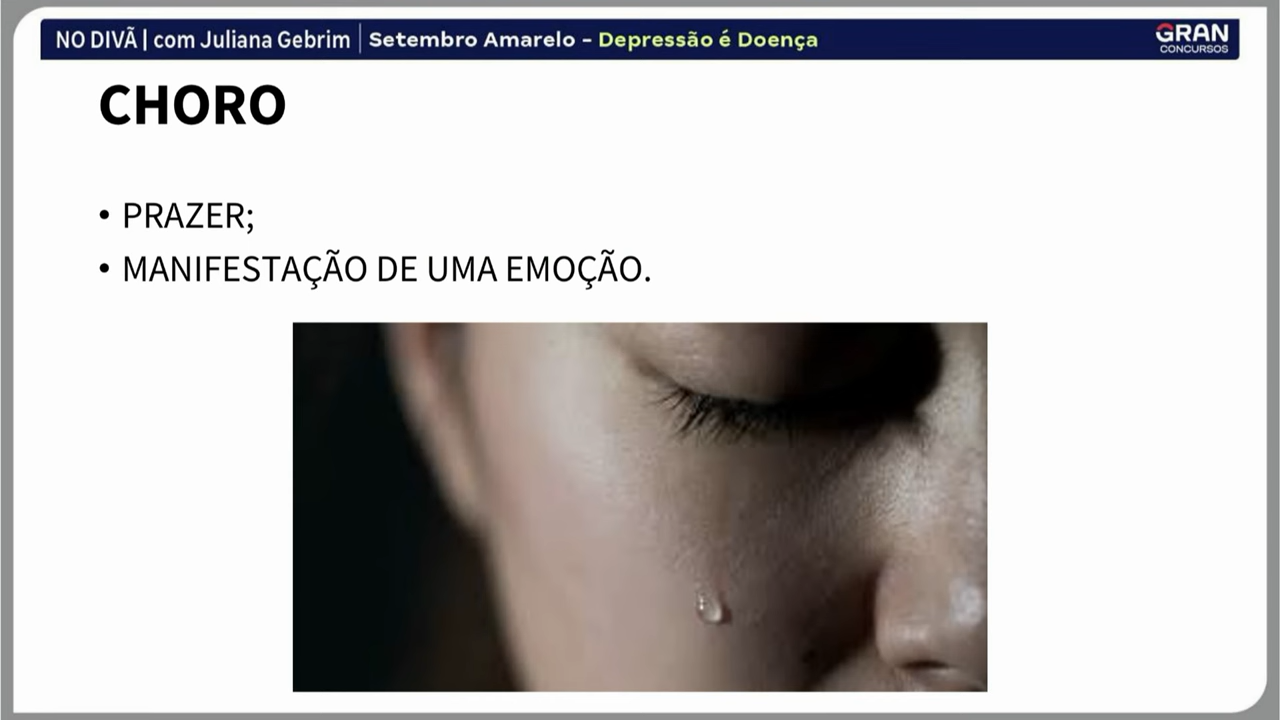 NO DIVÃ | com Juliana Gebrim | Setembro Amarelo – Depressão é Doença
GRAN
CONCURSOS
CHORO
• PRAZER;
• MANIFESTAÇÃO DE UMA EMOÇÃO.